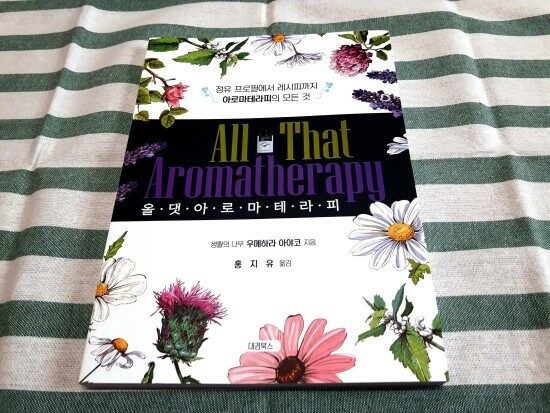 정유 프로필에서 레시피까지
아로마테라피의 모든 것
All That
Aromatherapy
올·댓·아·로·마·테·라·피
생활의 나무 우메하라 아야코 지음
홍 지 유 옮김
대경북스